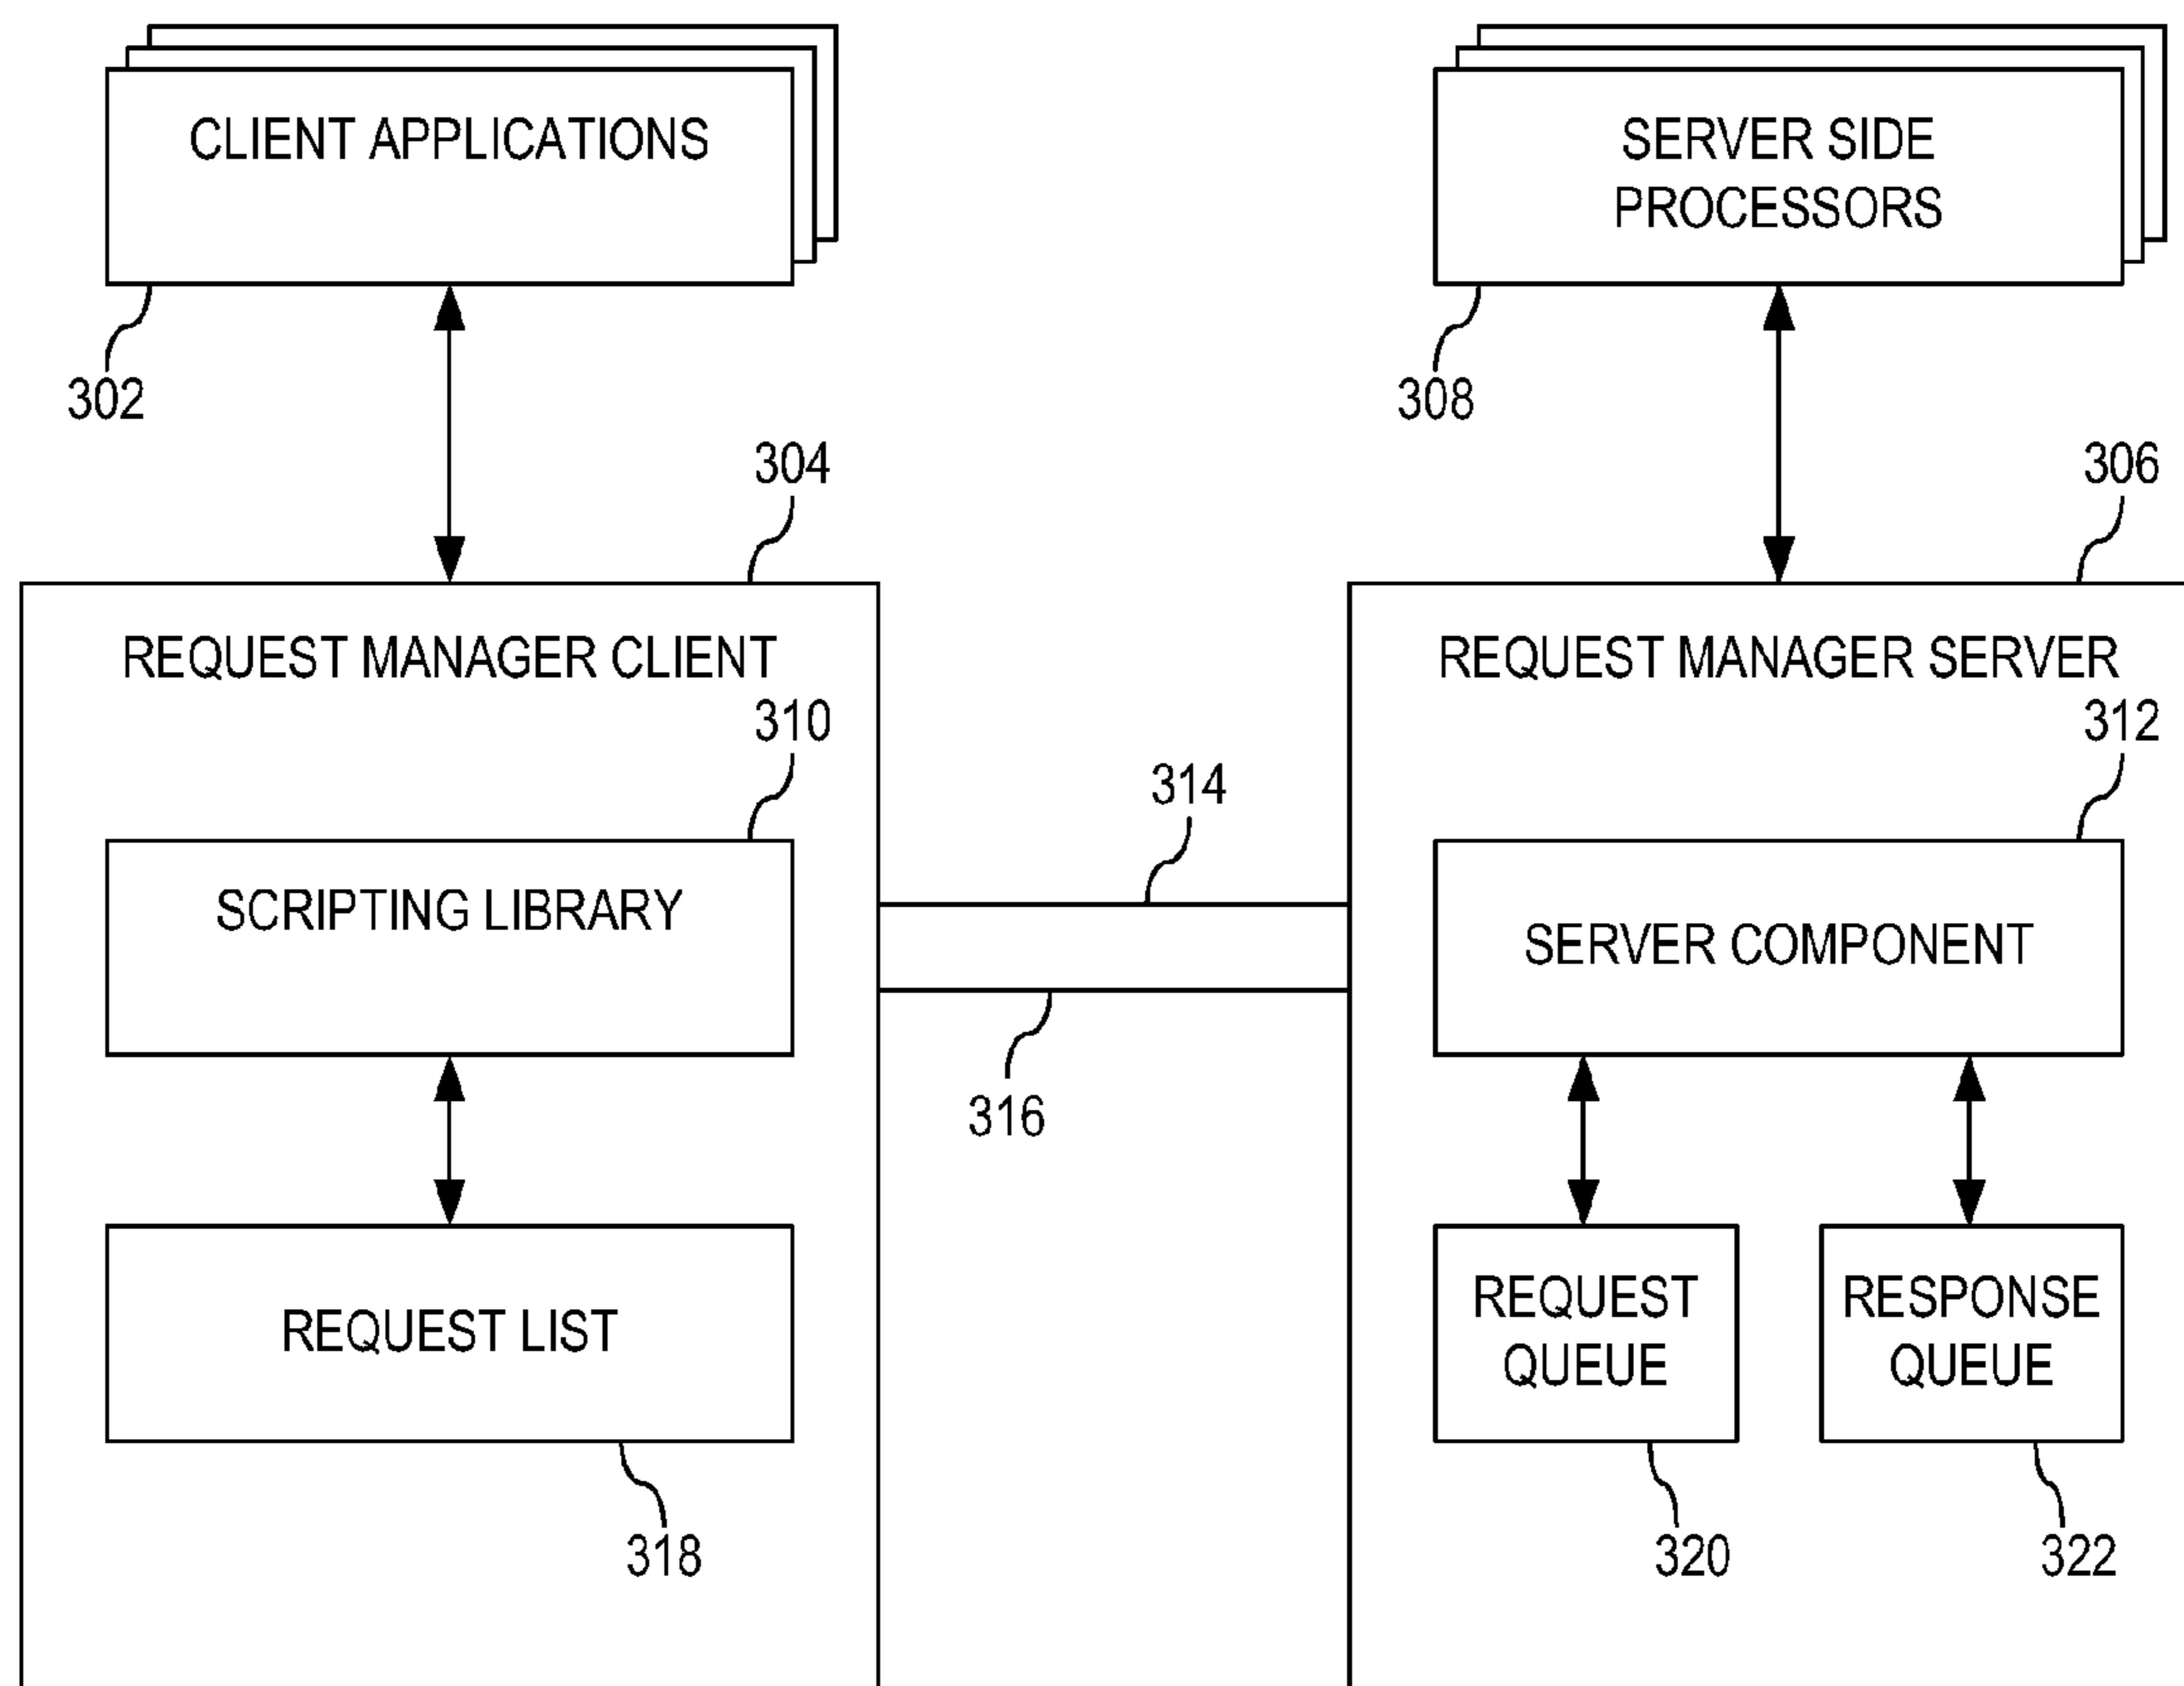 CLIENT APPLICATIONS
302
SERVER SIDE
PROCESSORS
308
304
REQUEST MANAGER CLIENT
310
SCRIPTING LIBRARY
REQUEST LIST
318
314
316
306
REQUEST MANAGER SERVER
312
SERVER COMPONENT
REQUEST
QUEUE
320
RESPONSE
QUEUE
322